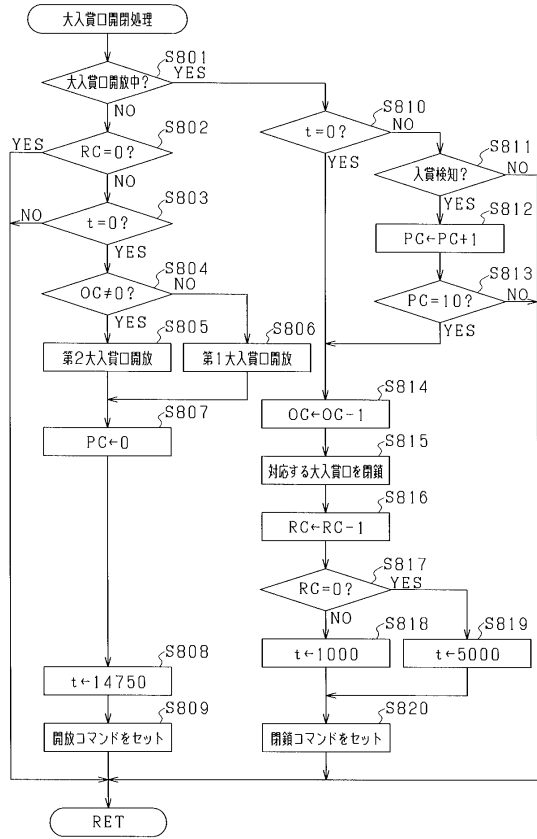 大入賞口開閉処理
S801
大入賞口開放中?
YES
NO
S802
RC=0?
YES
NO
S803
t=0?
NO
YES
S804
OC≠0?
NO
YES
S805
第2大入賞口開放
S806
第1大入賞口開放
S807
PC←0
S808
t←14750
S809
開放コマンドをセット
S810
t=0?
NO
YES
S811
入賞検知?
NO
YES
S812
PC←PC+1
S813
PC=10?
NO
YES
S814
OC←OC-1
S815
対応する大入賞口を閉鎖
S816
RC←RC-1
S817
RC=0?
YES
NO
S818
t←1000
S819
t←5000
S820
閉鎖コマンドをセット
RET